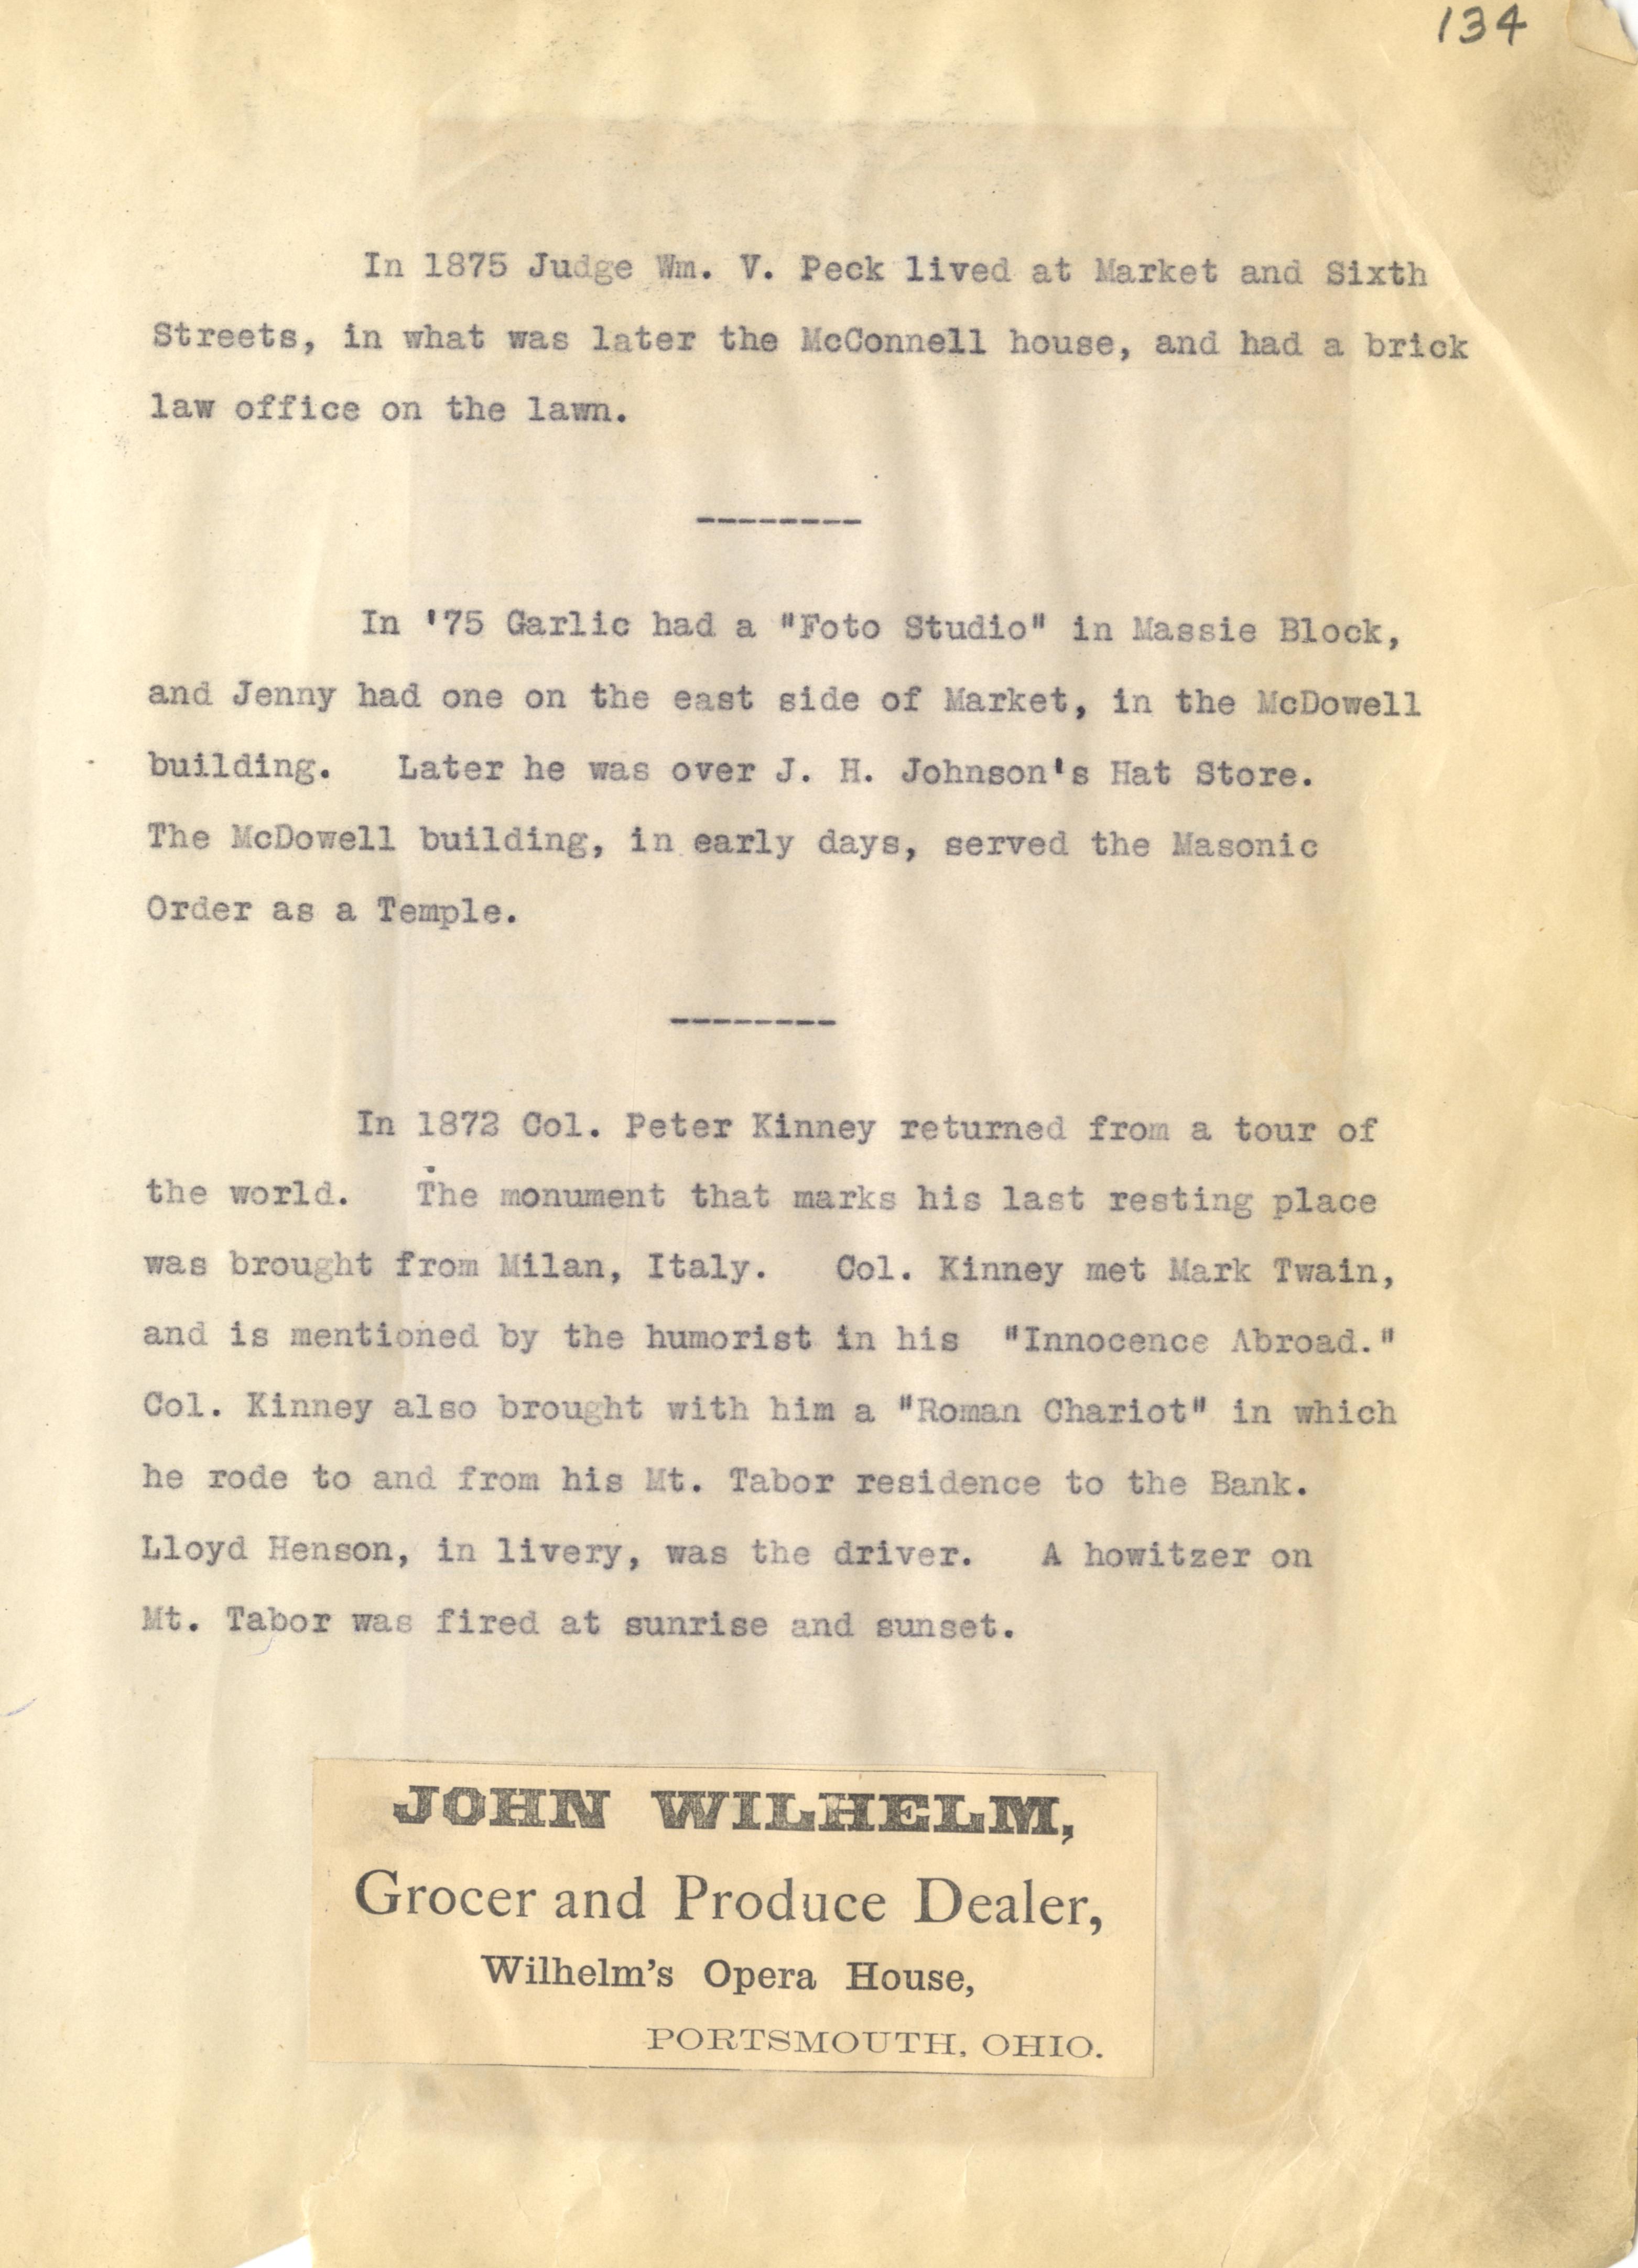 134
In 1875 Judge Wm. V. Peck lived at Market and Sixth
Streets, in what was later the McConnell house, and had a brick
law office on the lawn.
--------
In '75 Garlic had a "Foto Studio" in Massie Block,
and Jenny had one on the east side of Market, in the McDowell
building. Later he was over J. H. Johnson's Hat Store.
The McDowell building, in early days, served the Masonic
Order as a Temple.
--------
In 1872 Col. Peter Kinney returned from a tour of
the world. The monument that marks his last resting place
was brought from Milan, Italy. Col. Kinney met Mark Twain,
and is mentioned by the humorist in his "Innocence Abroad."
Col. Kinney also brought with him a "Roman Chariot" in which
he rode to and from his Mt. Tabor residence to the Bank.
Lloyd Henson, in livery, was the driver. A howitzer on
Mt. Tabor was fired at sunrise and sunset.
JOHN WILHELM,
Grocer and Produce Dealer,
Wilhelm's Opera House,
PORTSMOUTH, OHIO.